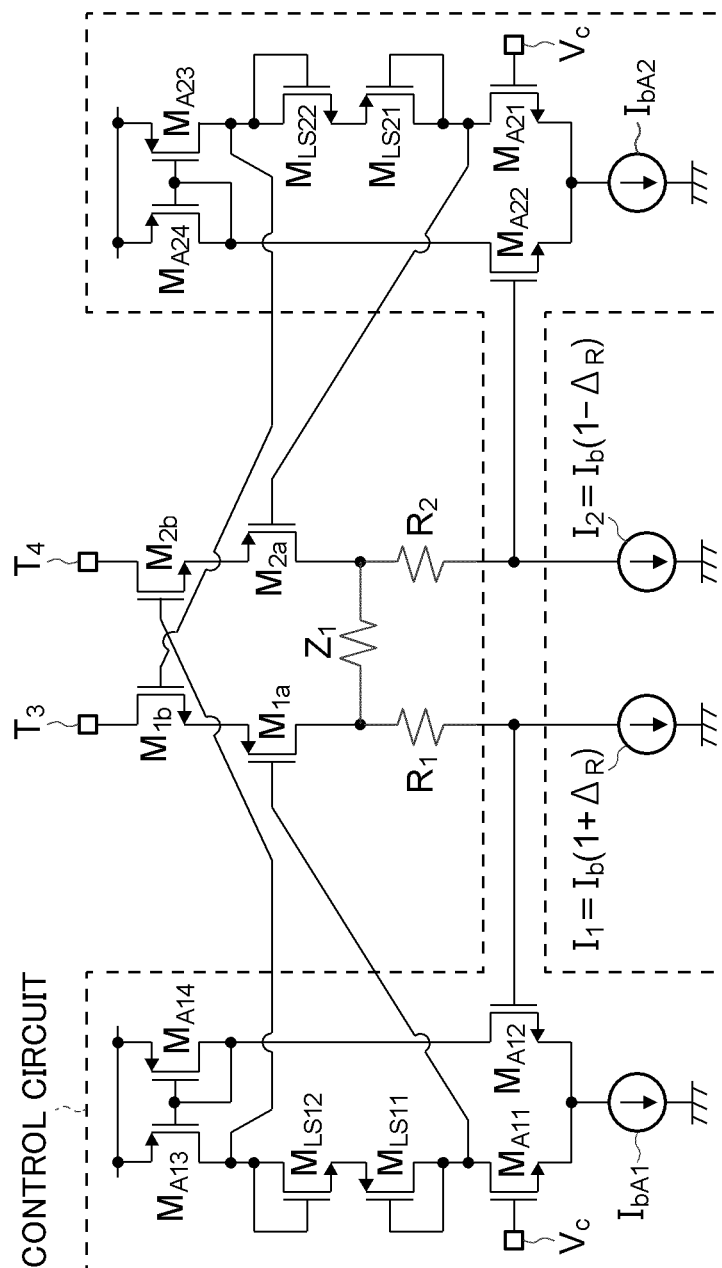 CONTROL CIRCUIT
T3
T4
MA13
MA14
M1b
M2b
MA24
MA23
MLS12
MLS11
M1a
M2a
MLS22
MLS21
Z1
R1
R2
VC
MA11
MA12
MA22
MA21
VC
IbA1
I1=Ib(1+ΔR)
I2=Ib(1-ΔR)
IbA2